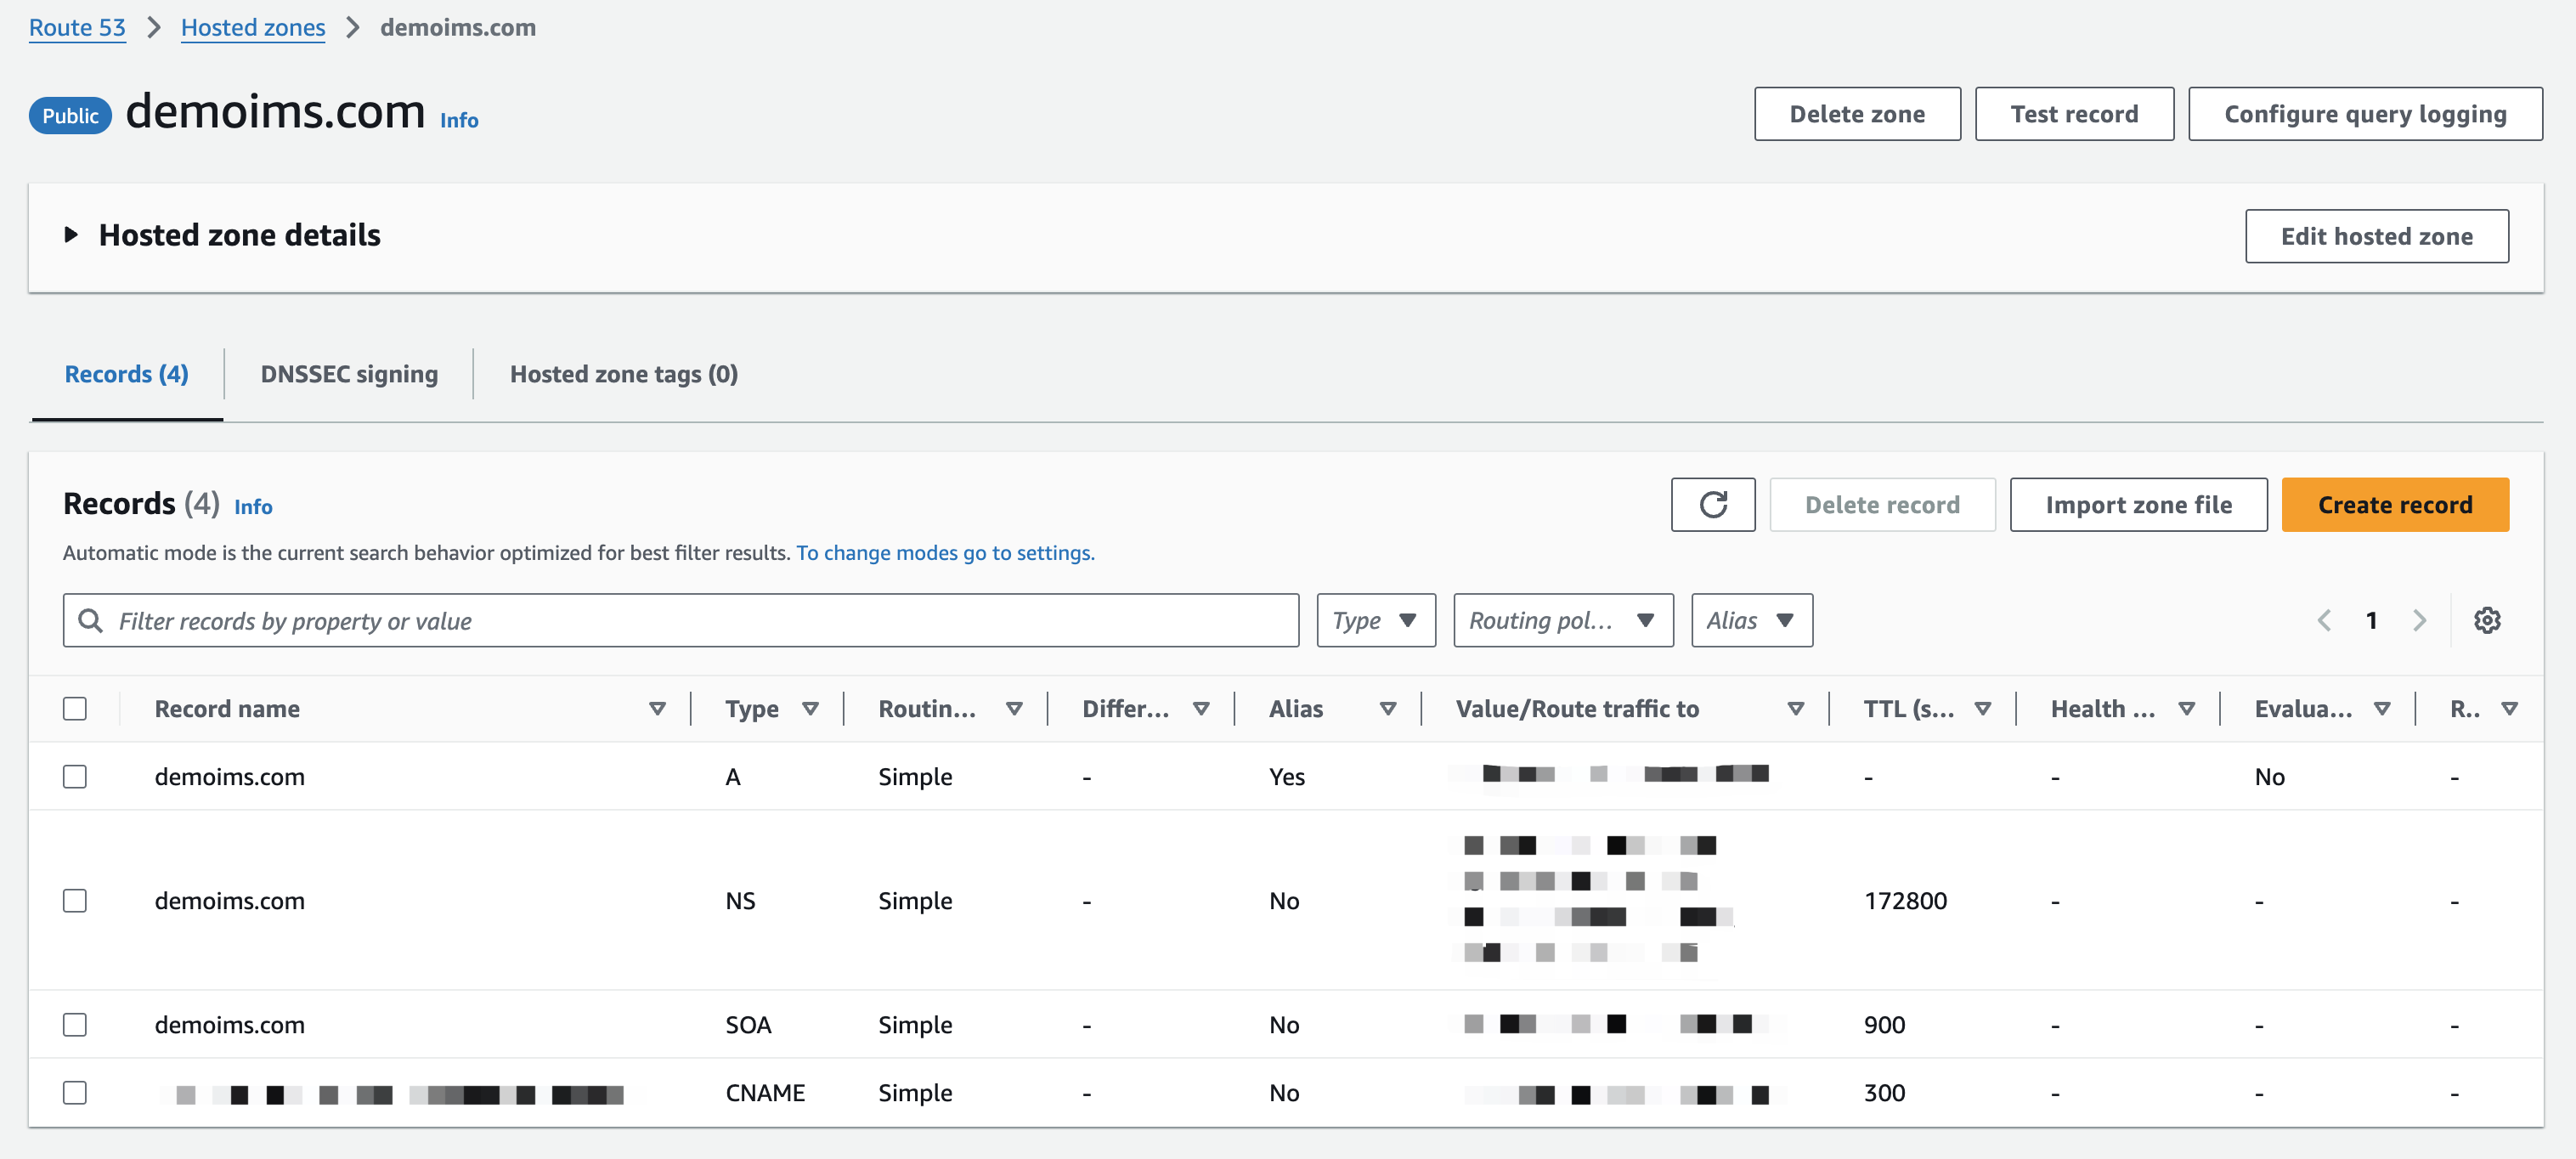 Route 53 > Hosted zones > demoims.com
Public demoims.com Info Delete zone Test record Configure query logging
Hosted zone details Edit hosted zone
Records (4) DNSSEC signing Hosted zone tags (0)
Records (4) Info Delete record Import zone file Create record
Automatic mode is the current search behavior optimized for best filter results. To change modes go to settings.
Filter records by property or value Type Routing pol... Alias 1
Record name Type Routin... Differ... Alias Value/Route traffic to TTL (s... Health ... Evalua... R..
demoims.com A Simple - Yes - - No -
demoims.com NS Simple - No 172800 - - -
demoims.com SOA Simple - No 900 - - -
CNAME Simple - No 300 - - -